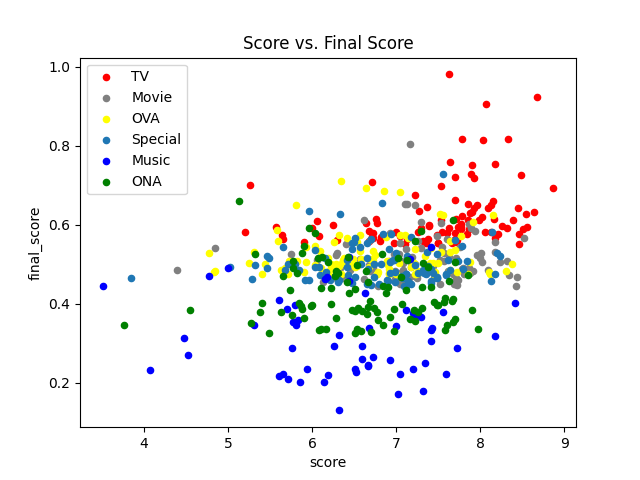 Score vs. Final Score
TV
Movie
OVA
Special
Music
ONA
1.0
0.8
0.6
0.4
0.2
final_score
4 5 6 7 8 9
score